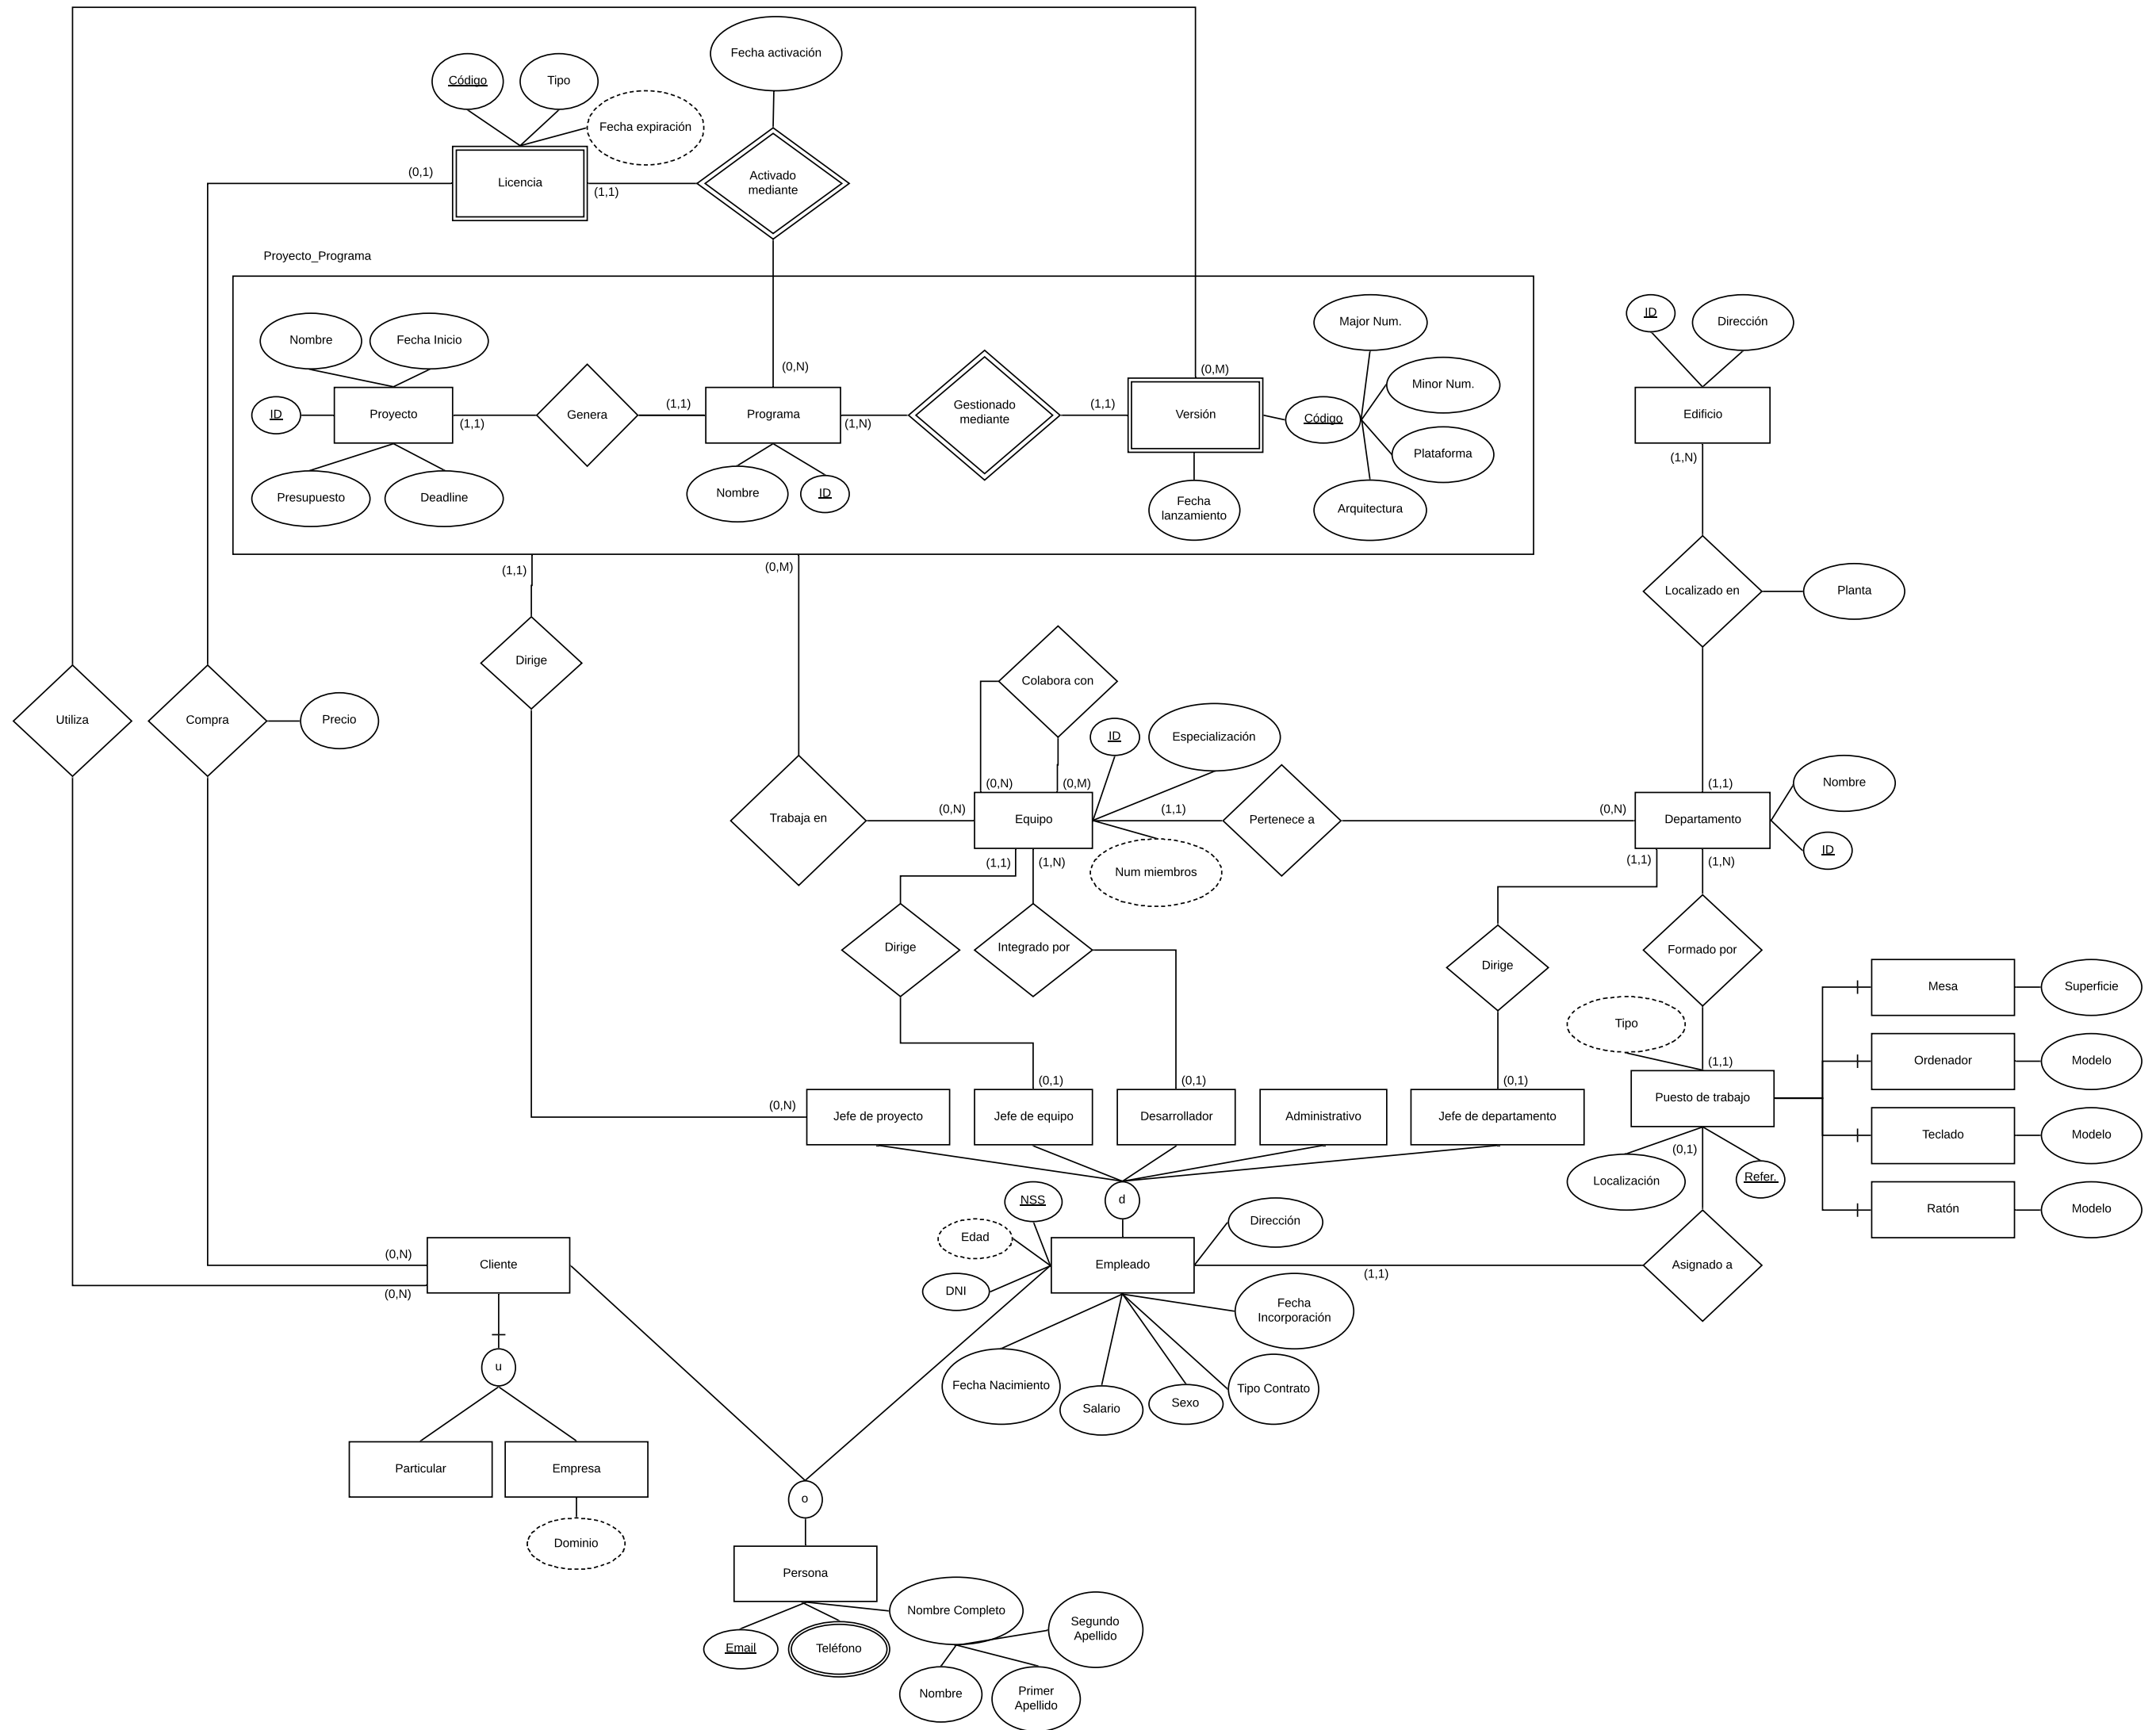 Fecha activación
Código
Tipo
Fecha expiración
Licencia
(0,1)
(1,1)
Activado
mediante
Proyecto_Programa
Nombre
Fecha Inicio
ID
Proyecto
(1,1)
Presupuesto
Deadline
Genera
(1,1)
Programa
(0,N)
(1,N)
Nombre
ID
Gestionado
mediante
(1,1)
Versión
(0,M)
Código
Major Num.
Minor Num.
Plataforma
Arquitectura
Fecha
lanzamiento
ID
Dirección
Edificio
(1,N)
Localizado en
Planta
(1,1)
(0,M)
Dirige
Utiliza
Compra
Precio
Colabora con
(0,N)
(0,M)
ID
Especialización
Trabaja en
(0,N)
Equipo
(1,1)
Pertenece a
(0,N)
(1,1)
Departamento
Nombre
ID
Num miembros
(1,1)
(1,N)
(1,1)
(1,N)
Dirige
Integrado por
Dirige
Formado por
Tipo
(1,1)
Mesa
Superficie
Ordenador
Modelo
Teclado
Modelo
Ratón
Modelo
Puesto de trabajo
(0,1)
Localización
Refer.
(0,N)
Jefe de proyecto
(0,1)
Jefe de equipo
(0,1)
Desarrollador
Administrativo
(0,1)
Jefe de departamento
d
NSS
Edad
DNI
Empleado
Dirección
(1,1)
Asignado a
Fecha
Incorporación
Fecha Nacimiento
Salario
Sexo
Tipo Contrato
(0,N)
Cliente
(0,N)
u
Particular
Empresa
Dominio
o
Persona
Email
Teléfono
Nombre Completo
Nombre
Primer
Apellido
Segundo
Apellido